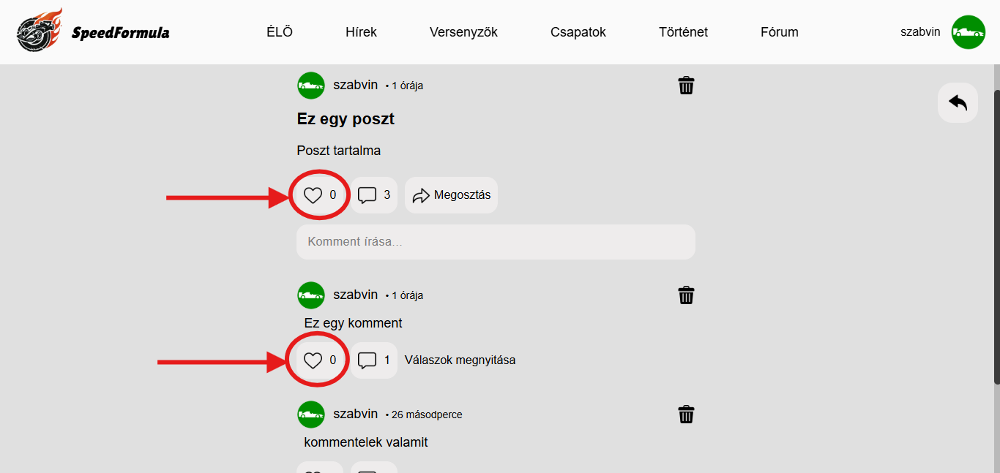 SpeedFormula ÉLŐ Hírek Versenyzők Csapatok Történet Fórum szabvin
szabvin • 1 órája
Ez egy poszt
Poszt tartalma
0 3 Megosztás
Komment írása...
szabvin • 1 órája
Ez egy komment
0 1 Válaszok megnyitása
szabvin • 26 másodperce
kommentelek valamit